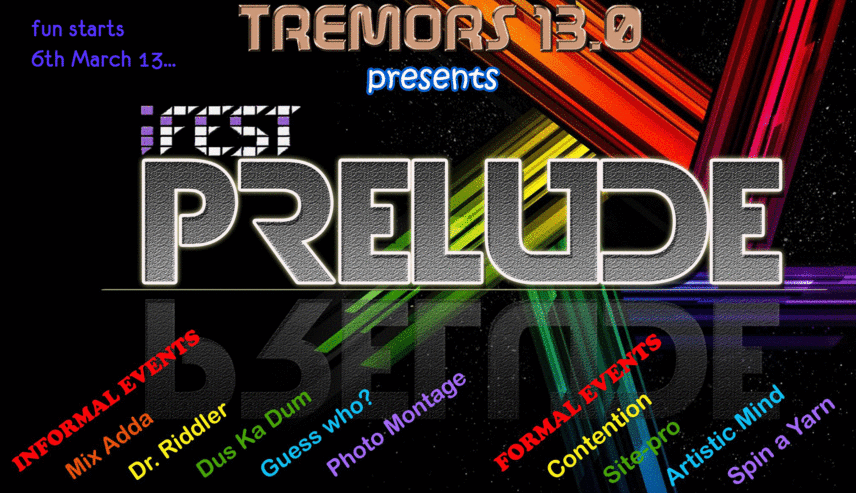 fun starts
6th March 13...
TREMORS 13.0
presents
iFEST
PRELUDE
INFORMAL EVENTS
Mix Adda
Dr. Riddler
Dus Ka Dum
Guess who?
Photo Montage
FORMAL EVENTS
Contention
Site-pro
Artistic Mind
Spin a Yarn